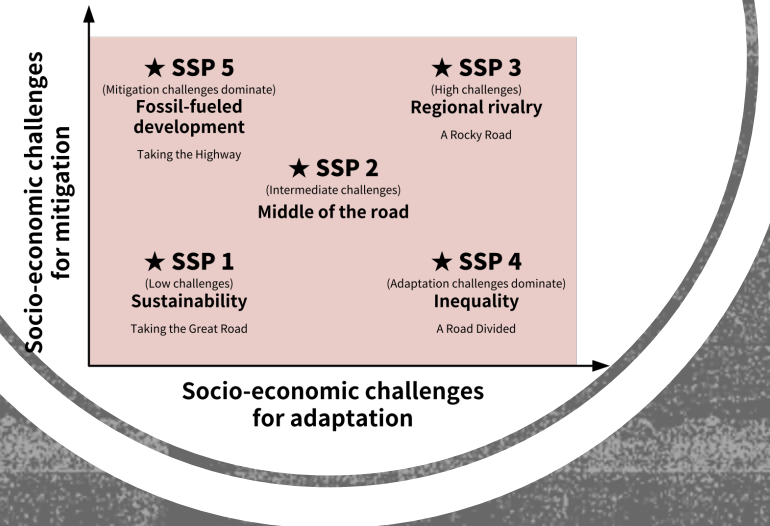 Socio-economic challenges
for mitigation
★ SSP 5
(Mitigation challenges dominate)
Fossil-fueled
development
Taking the Highway
★ SSP 3
(High challenges)
Regional rivalry
A Rocky Road
★ SSP 2
(Intermediate challenges)
Middle of the road
★ SSP 1
(Low challenges)
Sustainability
Taking the Great Road
★ SSP 4
(Adaptation challenges dominate)
Inequality
A Road Divided
Socio-economic challenges
for adaptation